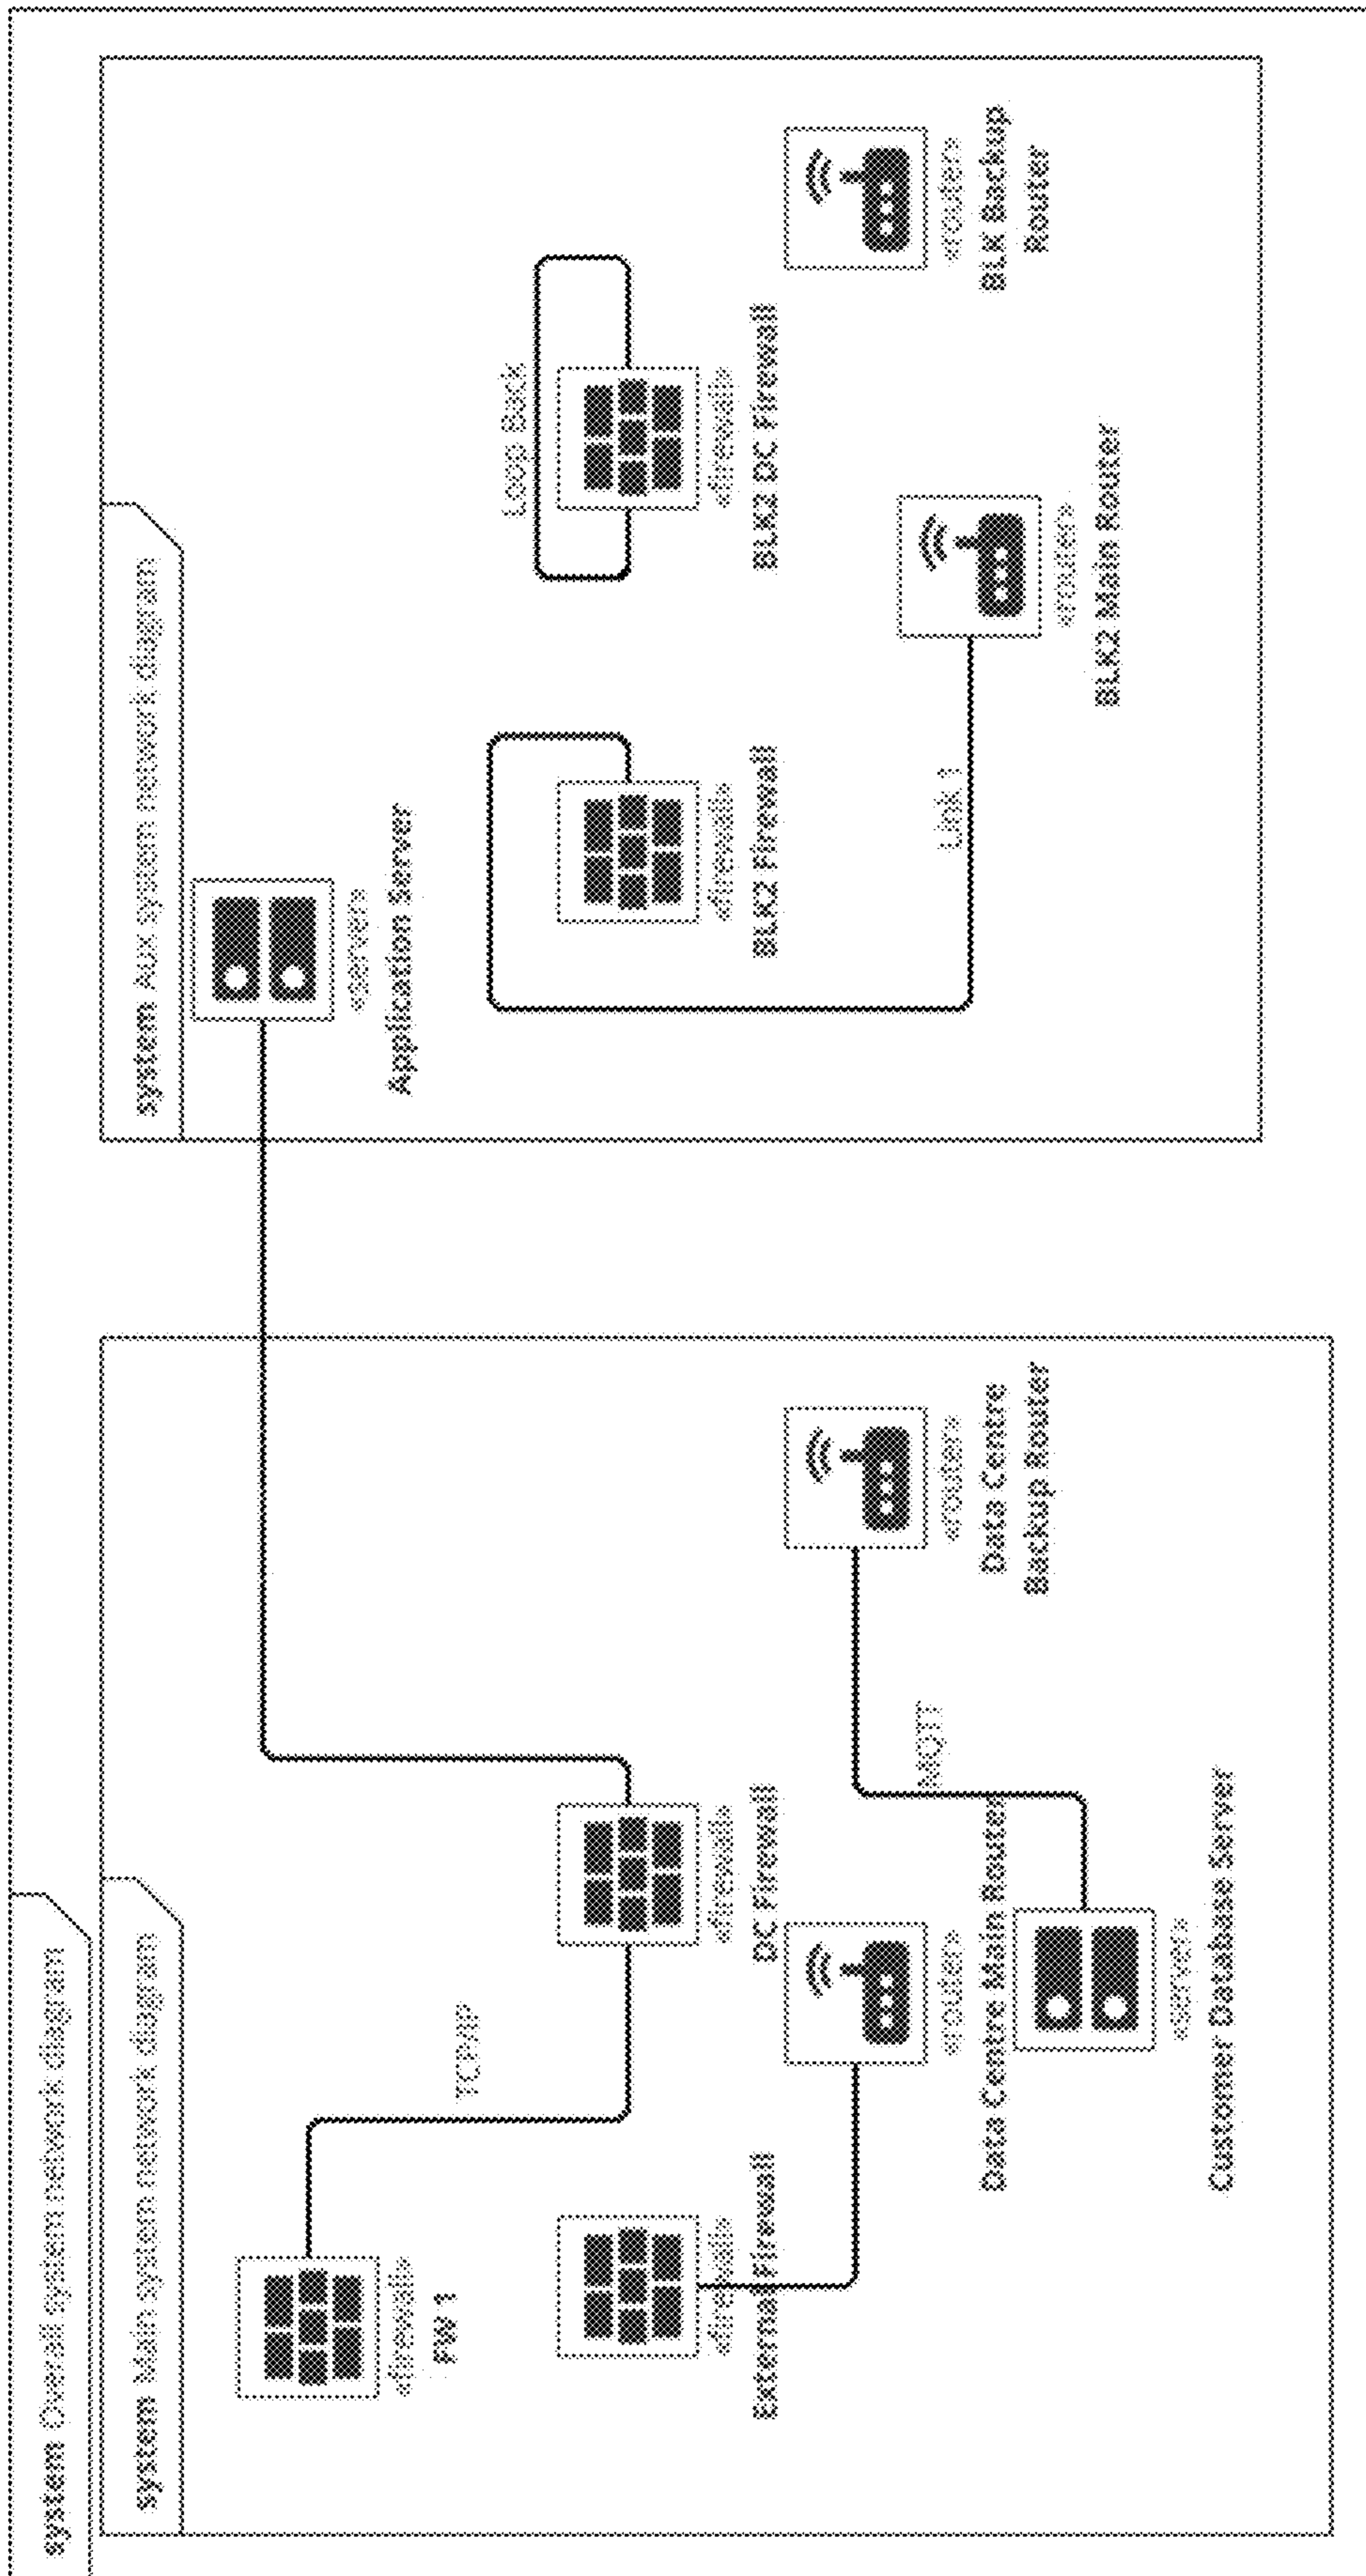 system Overall system network diagram
system Main system network diagram
«firewall»
FW 1
TCP/IP
«firewall»
External Firewall
«firewall»
DC Firewall
«router»
Data Centre Main Router
MQTT
«router»
Data Centre
Backup Router
«server»
Customer Database Server
system Aux system network diagram
«server»
Application Server
«firewall»
BLK2 Firewall
Loop Back
«firewall»
BLK2 DC Firewall
Link 1
«router»
BLK2 Main Router
«router»
BLK Backup
Router